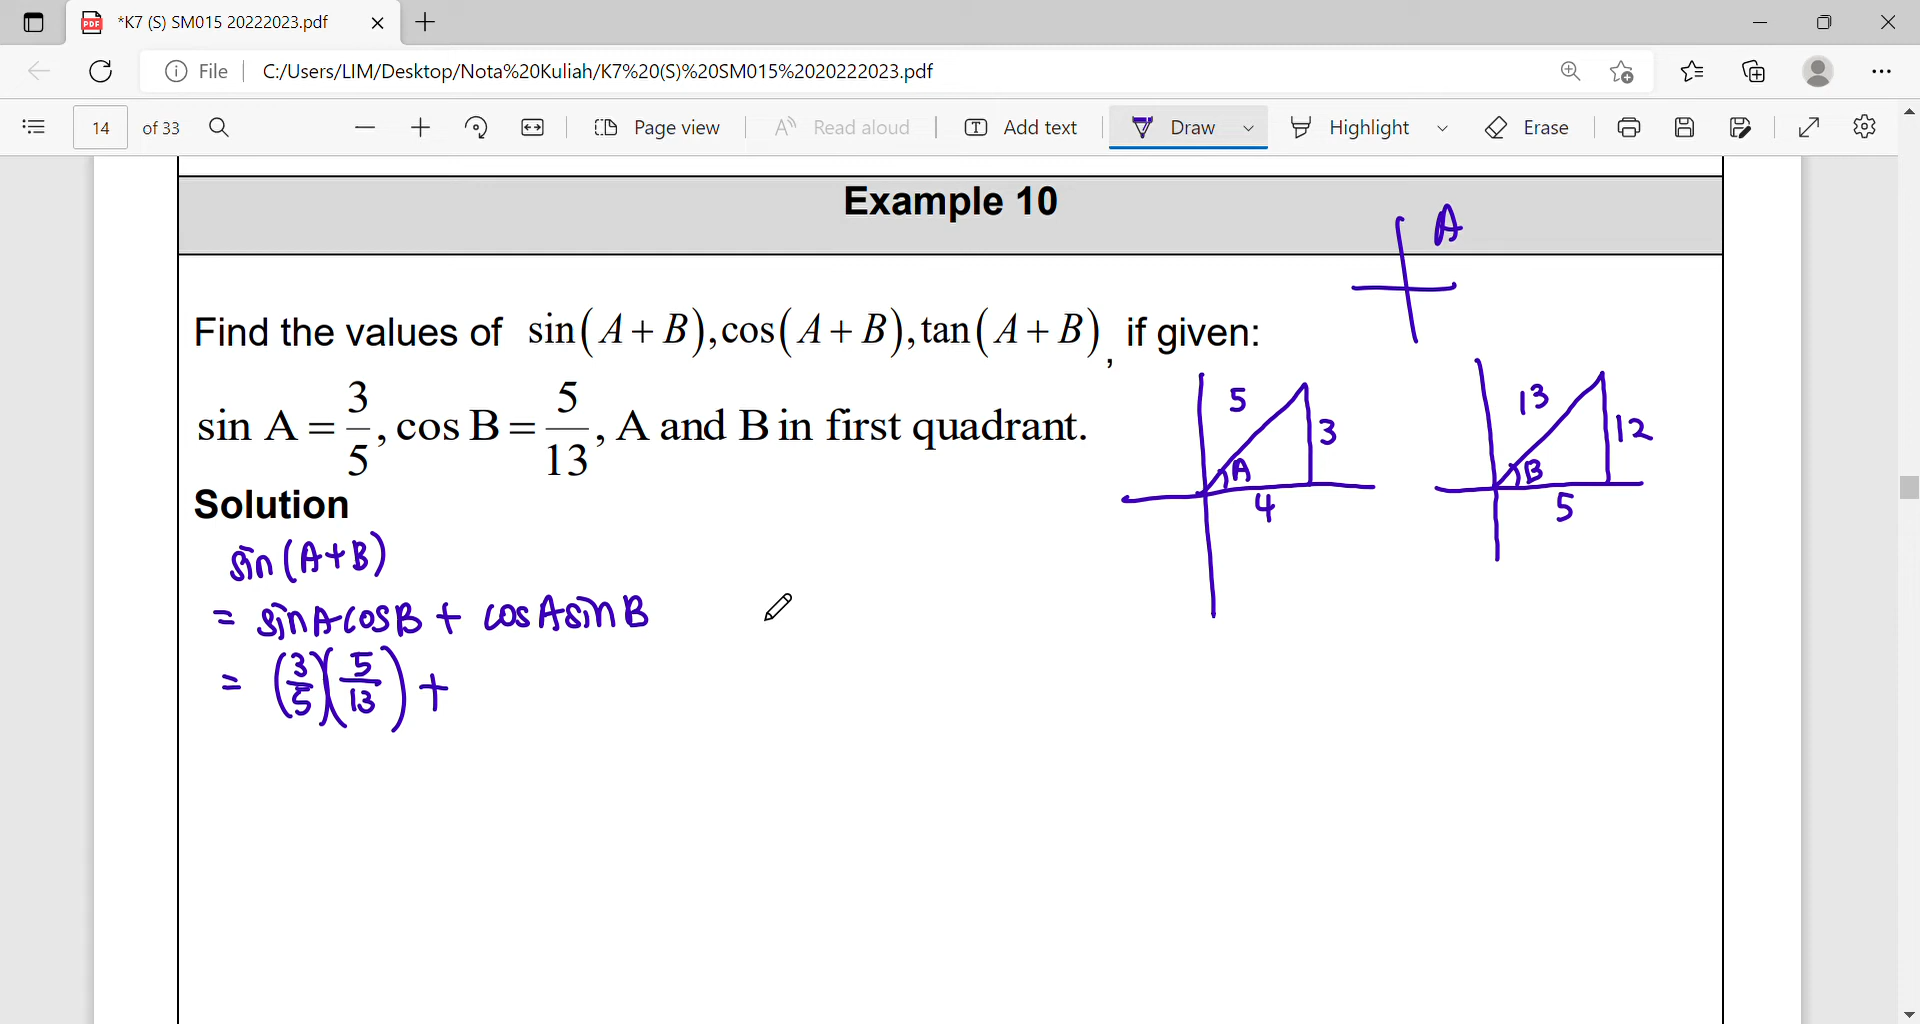 *K7 (S) SM015 20222023.pdf
File C:/Users/LIM/Desktop/Nota%20Kuliah/K7%20(S)%20SM015%2020222023.pdf
14 of 33 Page view Read aloud Add text Draw Highlight Erase
Example 10
A
Find the values of sin(A+B),cos(A+B),tan(A+B), if given:
sin A = 3/5, cos B = 5/13, A and B in first quadrant.
5 3 A 4
13 12 B 5
Solution
sin(A+B)
= sinAcosB + cosAsinB
= (3/5)(5/13) +